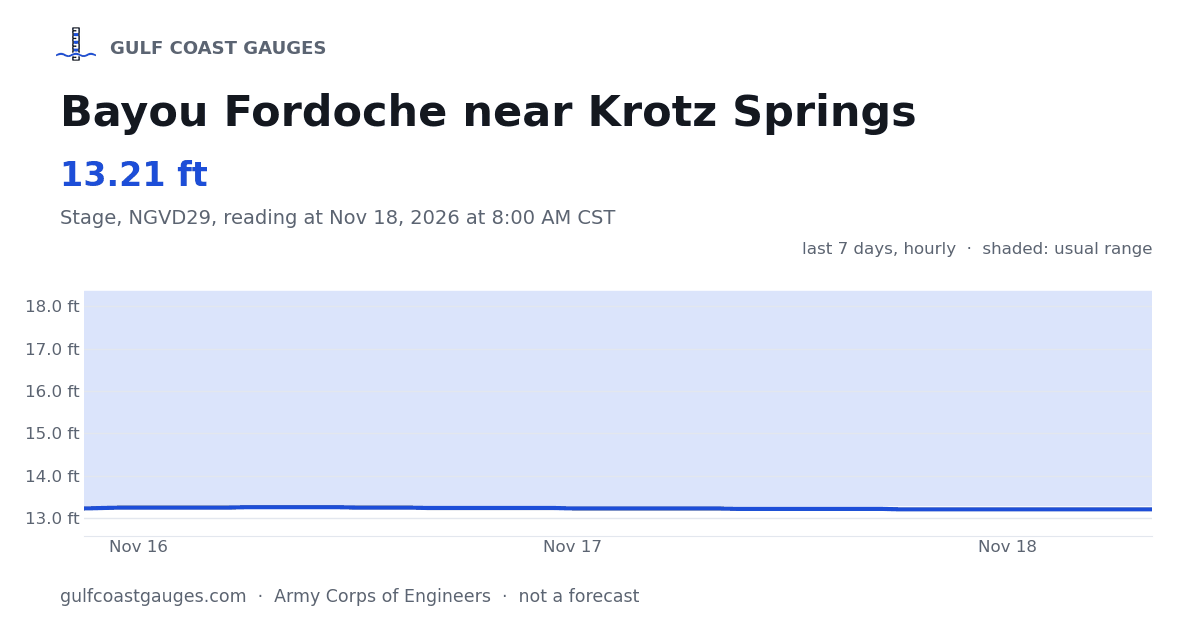 GULF COAST GAUGES
Bayou Fordoche near Krotz Springs
13.21 ft
Stage, NGVD29, reading at Nov 18, 2026 at 8:00 AM CST
last 7 days, hourly · shaded: usual range
18.0 ft
17.0 ft
16.0 ft
15.0 ft
14.0 ft
13.0 ft
Nov 16 Nov 17 Nov 18
gulfcoastgauges.com · Army Corps of Engineers · not a forecast